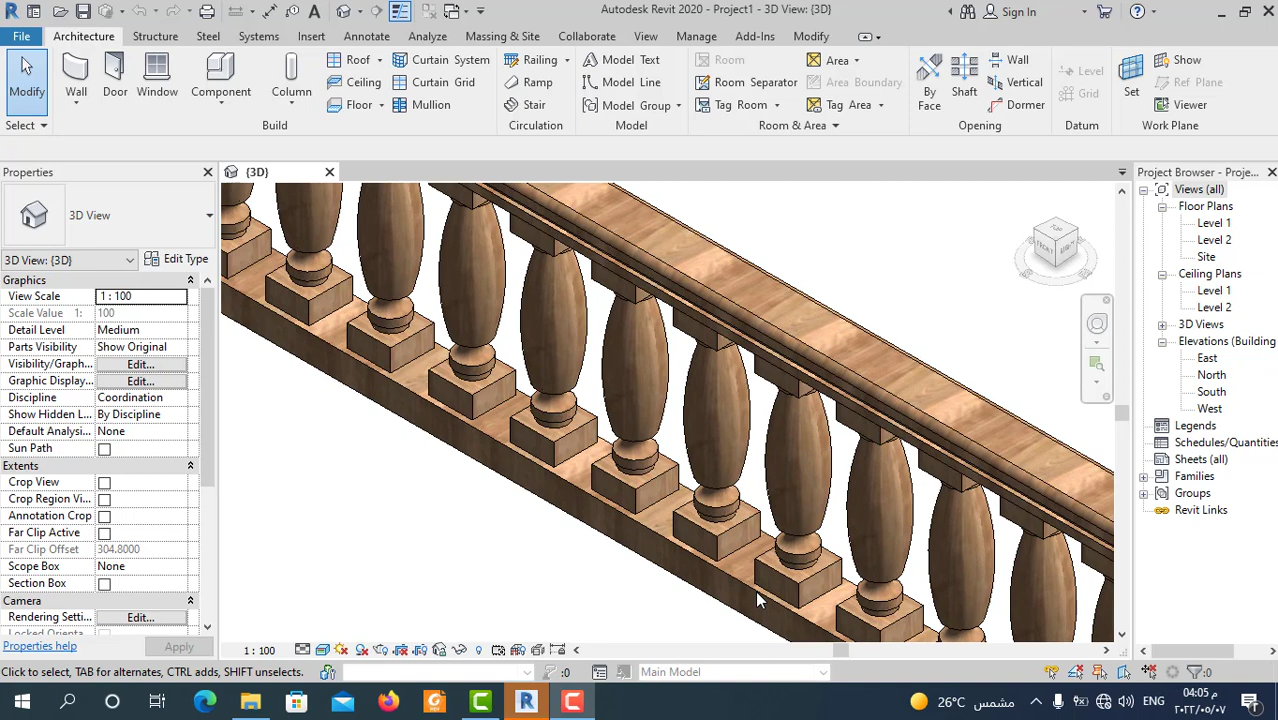 Autodesk Revit 2020 - Project1 - 3D View: {3D}
Sign In
File
Architecture
Structure
Steel
Systems
Insert
Annotate
Analyze
Massing & Site
Collaborate
View
Manage
Add-Ins
Modify
Modify
Wall
Door
Window
Component
Column
Roof
Ceiling
Floor
Curtain System
Curtain Grid
Mullion
Railing
Ramp
Stair
Model Text
Model Line
Model Group
Room
Room Separator
Tag Room
Area
Area Boundary
Tag Area
By Face
Shaft
Wall
Vertical
Dormer
Level
Grid
Set
Show
Ref Plane
Viewer
Select
Build
Circulation
Model
Room & Area
Opening
Datum
Work Plane
Properties
3D View
3D View: {3D}
Edit Type
Graphics
View Scale 1 : 100
Scale Value 1: 100
Detail Level Medium
Parts Visibility Show Original
Visibility/Graph... Edit...
Graphic Display... Edit...
Discipline Coordination
Show Hidden L... By Discipline
Default Analysi... None
Sun Path
Extents
Crop View
Crop Region Vi...
Annotation Crop
Far Clip Active
Far Clip Offset 304.8000
Scope Box None
Section Box
Camera
Rendering Setti... Edit...
Locked Orienta...
Properties help
Apply
{3D}
TOP
FRONT
RIGHT
1 : 100
Project Browser - Proje...
Views (all)
Floor Plans
Level 1
Level 2
Site
Ceiling Plans
Level 1
Level 2
3D Views
Elevations (Building
East
North
South
West
Legends
Schedules/Quantities
Sheets (all)
Families
Groups
Revit Links
Click to select, TAB for alternates, CTRL adds, SHIFT unselects.
:0
Main Model
:0
26°C مشمس
ENG
04:05 م
٢٠٢٢/٠٥/٠٧